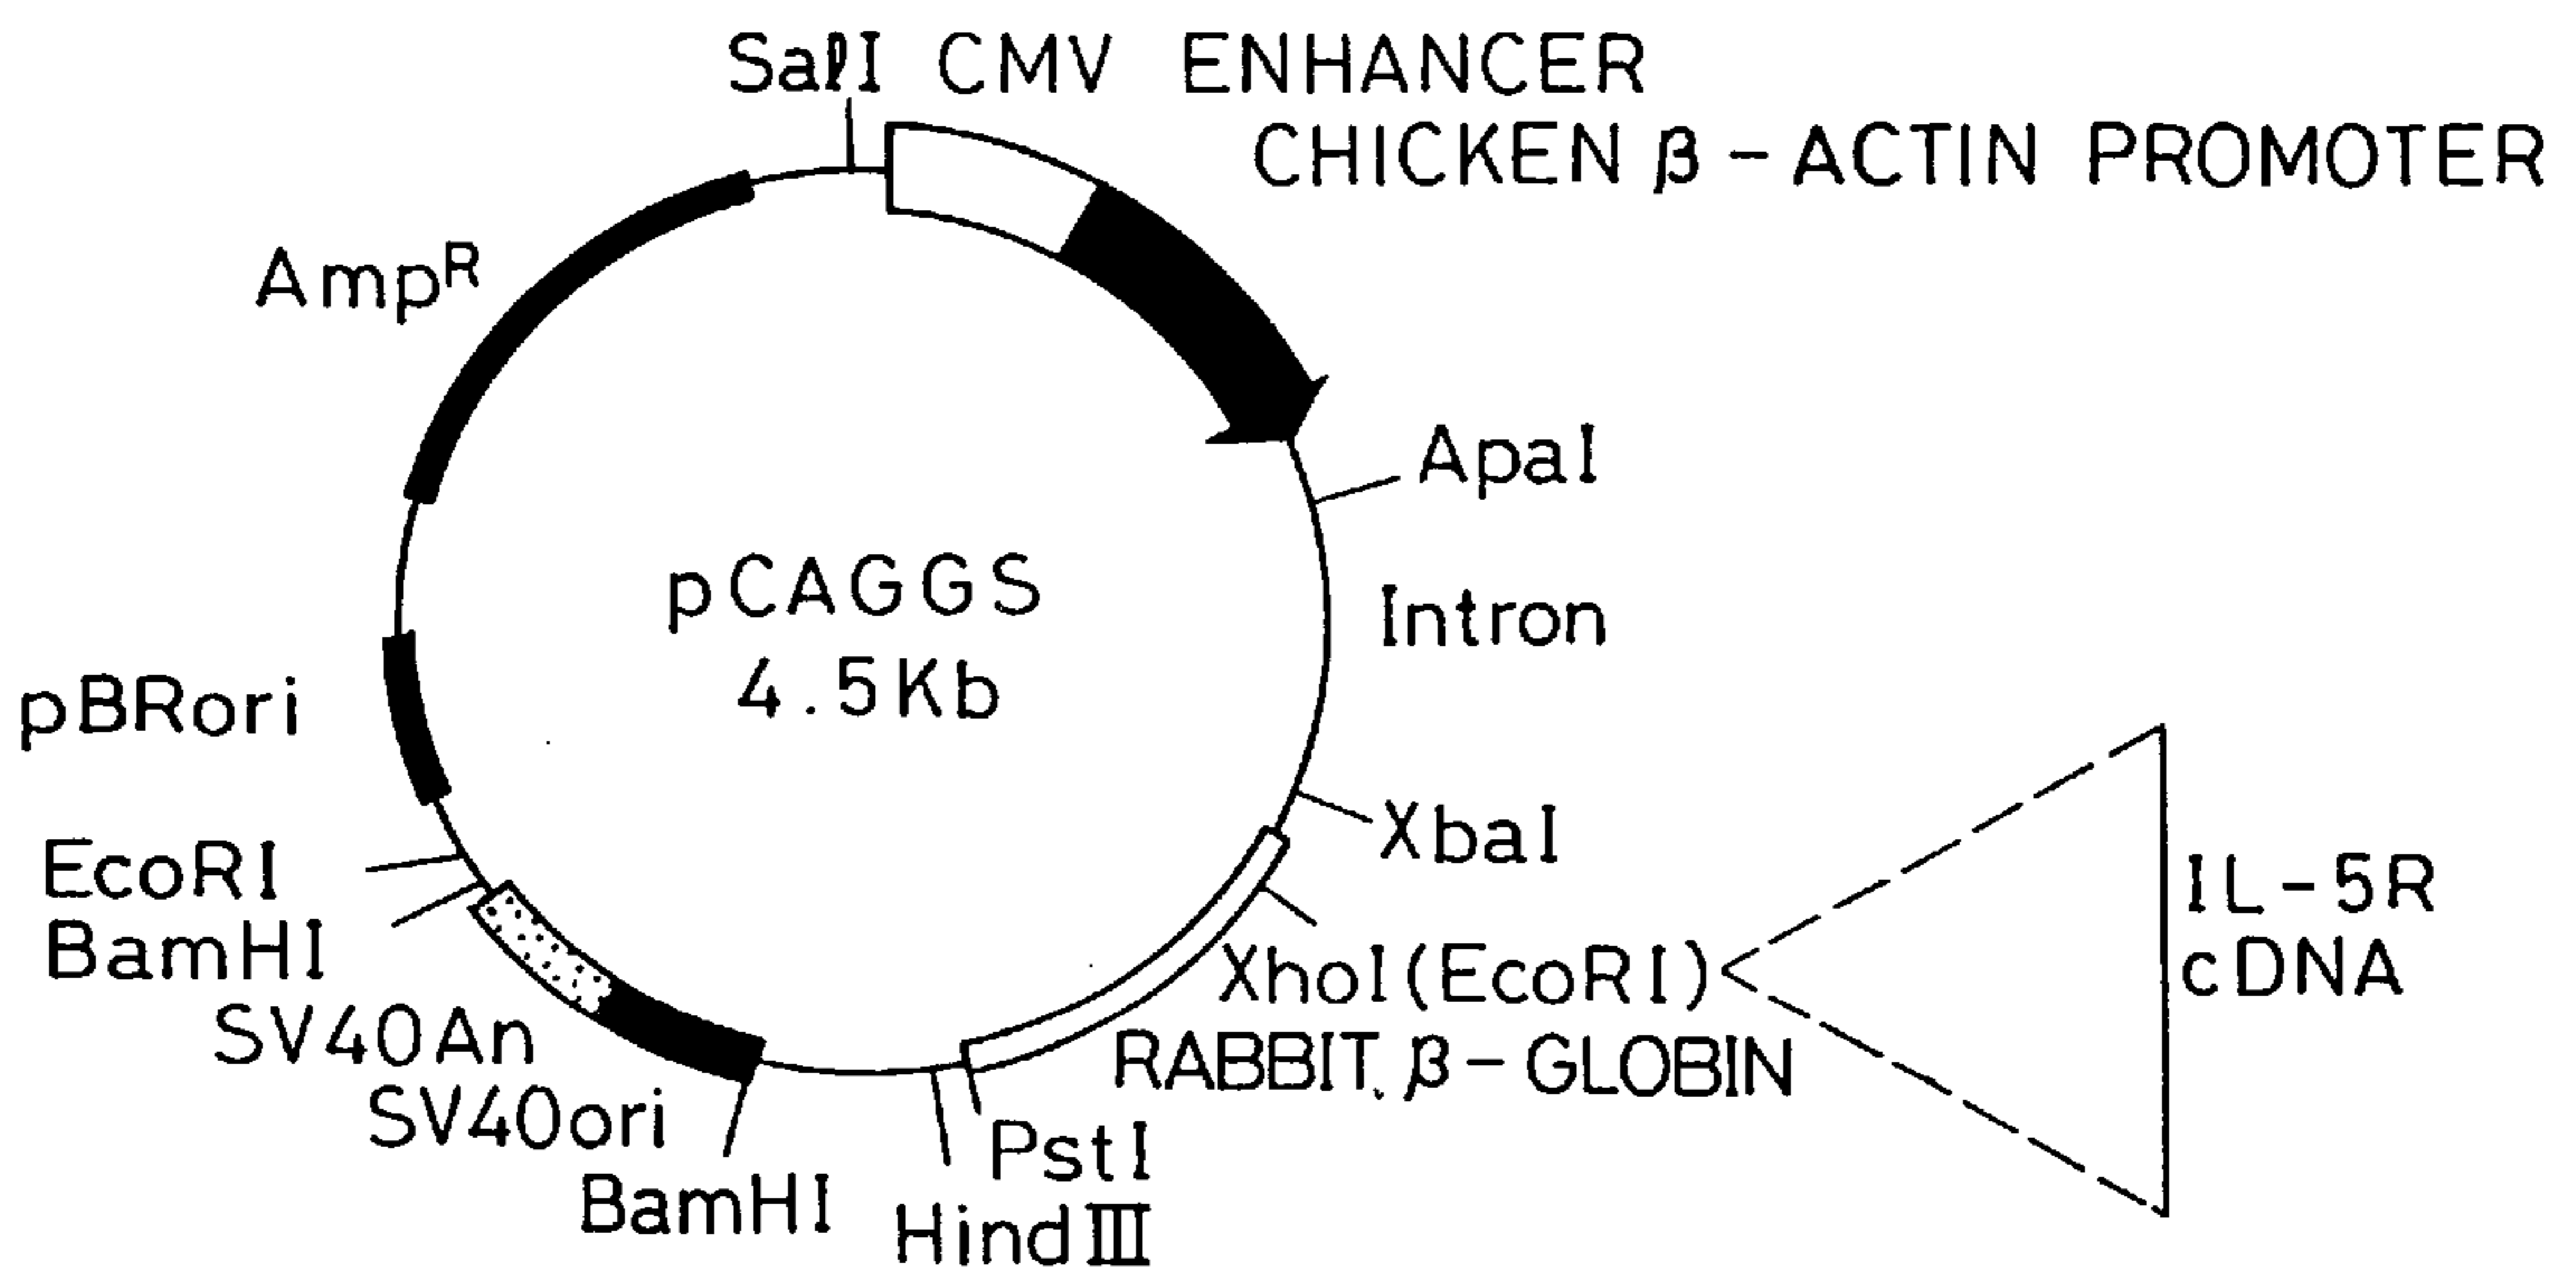 SalI CMV ENHANCER
CHICKEN β-ACTIN PROMOTER
Amp^R
ApaI
pCAGGS
4.5Kb
Intron
pBRori
XbaI
EcoRI
BamHI
IL-5R
cDNA
XhoI(EcoRI)
SV40An
RABBIT β-GLOBIN
SV40ori
PstI
BamHI
HindⅢ